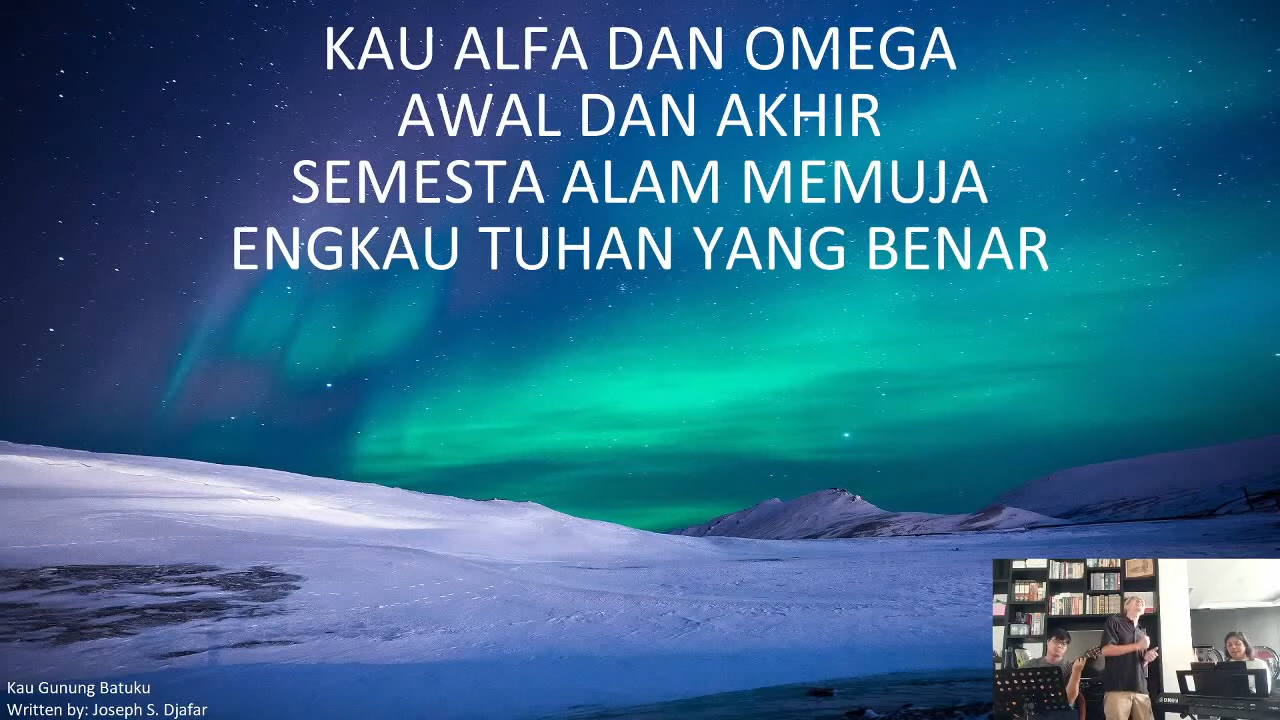 KAU ALFA DAN OMEGA
AWAL DAN AKHIR
SEMESTA ALAM MEMUJA
ENGKAU TUHAN YANG BENAR
Kau Gunung Batuku
Written by: Joseph S. Djafar